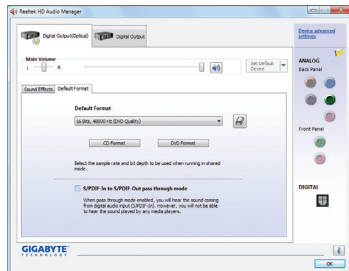 Realtek HD Audio Manager
Digital Output(Optical)
Digital Output
Device advanced settings
Main Volume
L
R
Set Default Device
ANALOG
Back Panel
Sound Effects
Default Format
Default Format
16 Bits, 48000 Hz (DVD Quality)
CD Format
DVD Format
Select the sample rate and bit depth to be used when running in shared
mode.
S/PDIF-In to S/PDIF-Out pass through mode
When pass through mode enabled, you will hear the sound coming
from digital audio input (S/PDIF-In). However, you will not be able
to hear the sound played by any media players.
Front Panel
DIGITAL
GIGABYTE
TECHNOLOGY
OK